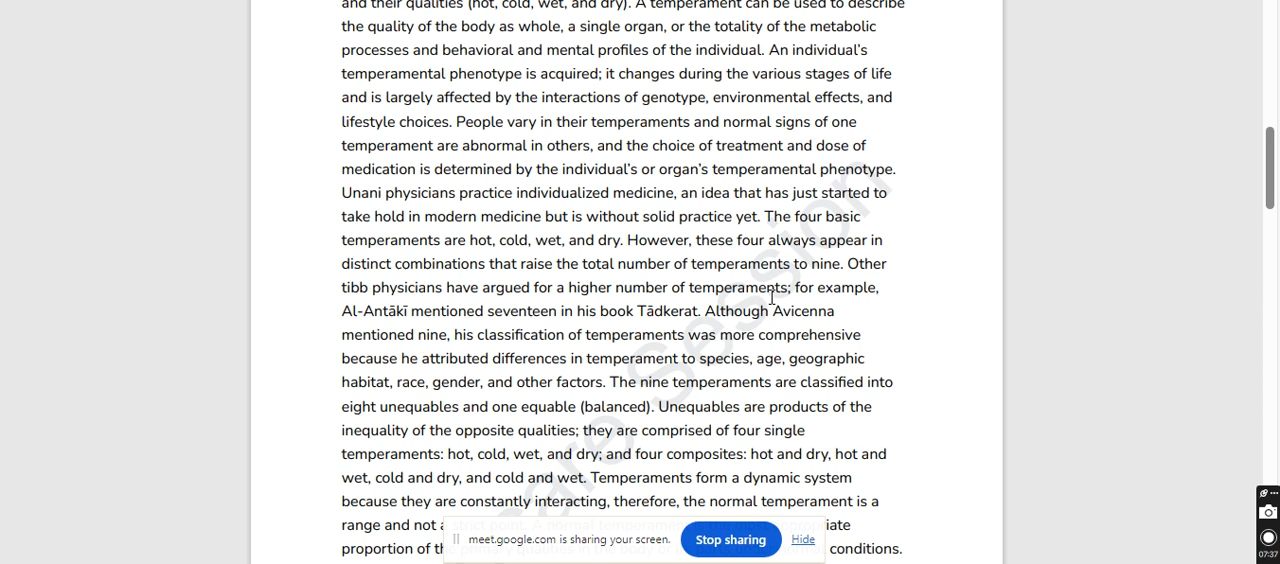 and their qualities (hot, cold, wet, and dry). A temperament can be used to describe
the quality of the body as whole, a single organ, or the totality of the metabolic
processes and behavioral and mental profiles of the individual. An individual's
temperamental phenotype is acquired; it changes during the various stages of life
and is largely affected by the interactions of genotype, environmental effects, and
lifestyle choices. People vary in their temperaments and normal signs of one
temperament are abnormal in others, and the choice of treatment and dose of
medication is determined by the individual's or organ's temperamental phenotype.
Unani physicians practice individualized medicine, an idea that has just started to
take hold in modern medicine but is without solid practice yet. The four basic
temperaments are hot, cold, wet, and dry. However, these four always appear in
distinct combinations that raise the total number of temperaments to nine. Other
tibb physicians have argued for a higher number of temperaments; for example,
Al-Antākī mentioned seventeen in his book Tādkerat. Although Avicenna
mentioned nine, his classification of temperaments was more comprehensive
because he attributed differences in temperament to species, age, geographic
habitat, race, gender, and other factors. The nine temperaments are classified into
eight unequables and one equable (balanced). Unequables are products of the
inequality of the opposite qualities; they are comprised of four single
temperaments: hot, cold, wet, and dry; and four composites: hot and dry, hot and
wet, cold and dry, and cold and wet. Temperaments form a dynamic system
because they are constantly interacting, therefore, the normal temperament is a
range and not a strict point. A normal temperament
proportion of the primary qualities in the body conditions.
meet.google.com is sharing your screen. Stop sharing Hide
are Session
07:37